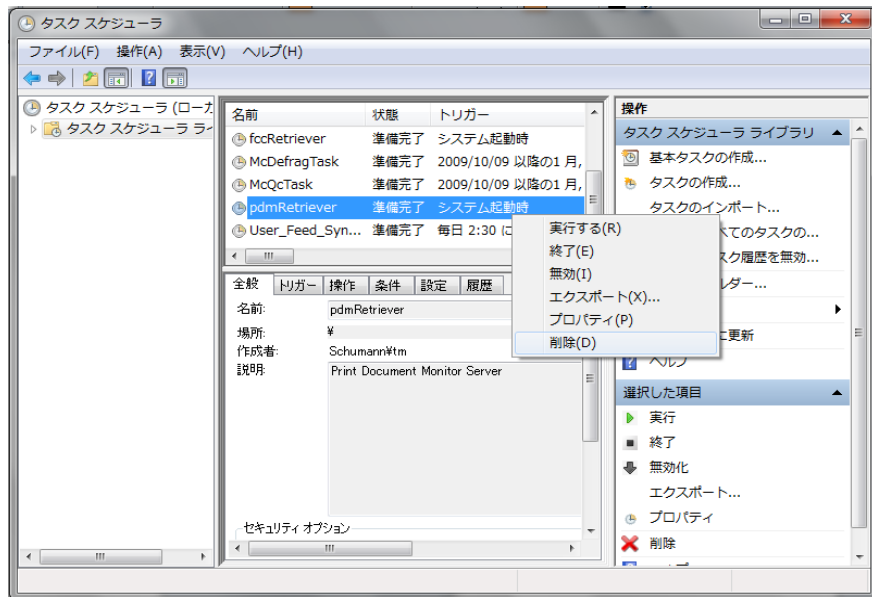 タスク スケジューラ
ファイル(F) 操作(A) 表示(V) ヘルプ(H)
タスク スケジューラ (ローカ
タスク スケジューラ ラ
名前 状態 トリガー
fccRetriever 準備完了 システム起動時
McDefragTask 準備完了 2009/10/09 以降の1 月,
McQcTask 準備完了 2009/10/09 以降の1 月,
pdmRetriever 準備完了 システム起動時
User_Feed_Syn... 準備完了 毎日 2:30 に
実行する(R)
終了(E)
無効(I)
エクスポート(X)...
プロパティ(P)
削除(D)
全般 トリガー 操作 条件 設定 履歴
名前: pdmRetriever
場所: ¥
作成者: Schumann¥tm
説明: Print Document Monitor Server
セキュリティ オプション
操作
タスク スケジューラ ライブラリ
基本タスクの作成...
タスクの作成...
タスクのインポート...
べてのタスクの...
スク履歴を無効...
ルダー...
に更新
ヘルプ
選択した項目
実行
終了
無効化
エクスポート...
プロパティ
削除